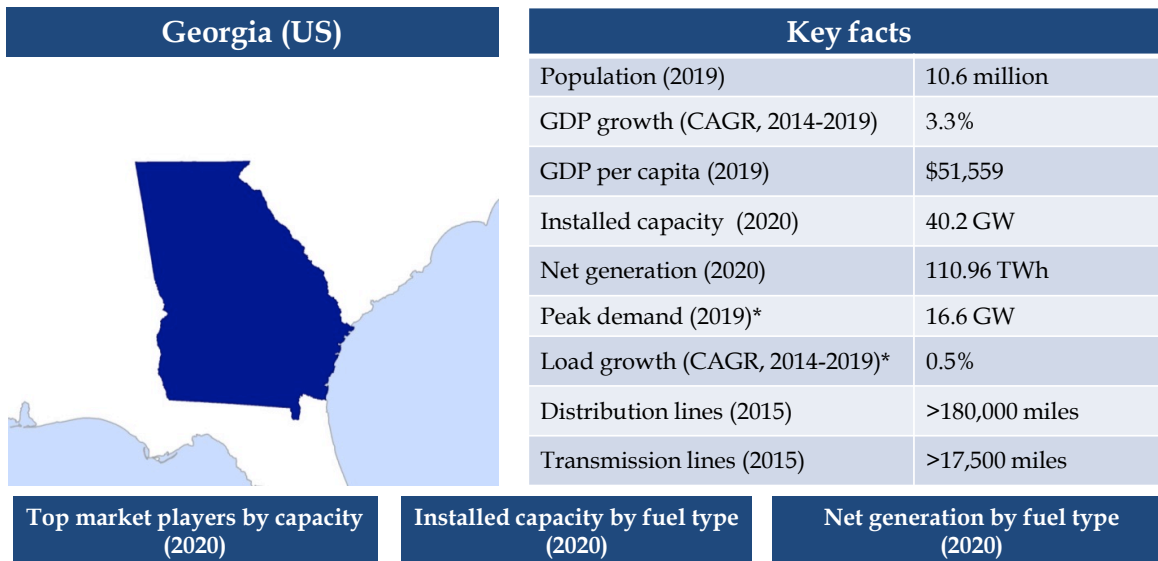 Georgia (US)
Key facts
Population (2019) 10.6 million
GDP growth (CAGR, 2014-2019) 3.3%
GDP per capita (2019) $51,559
Installed capacity (2020) 40.2 GW
Net generation (2020) 110.96 TWh
Peak demand (2019)* 16.6 GW
Load growth (CAGR, 2014-2019)* 0.5%
Distribution lines (2015) >180,000 miles
Transmission lines (2015) >17,500 miles
Top market players by capacity
(2020)
Installed capacity by fuel type
(2020)
Net generation by fuel type
(2020)